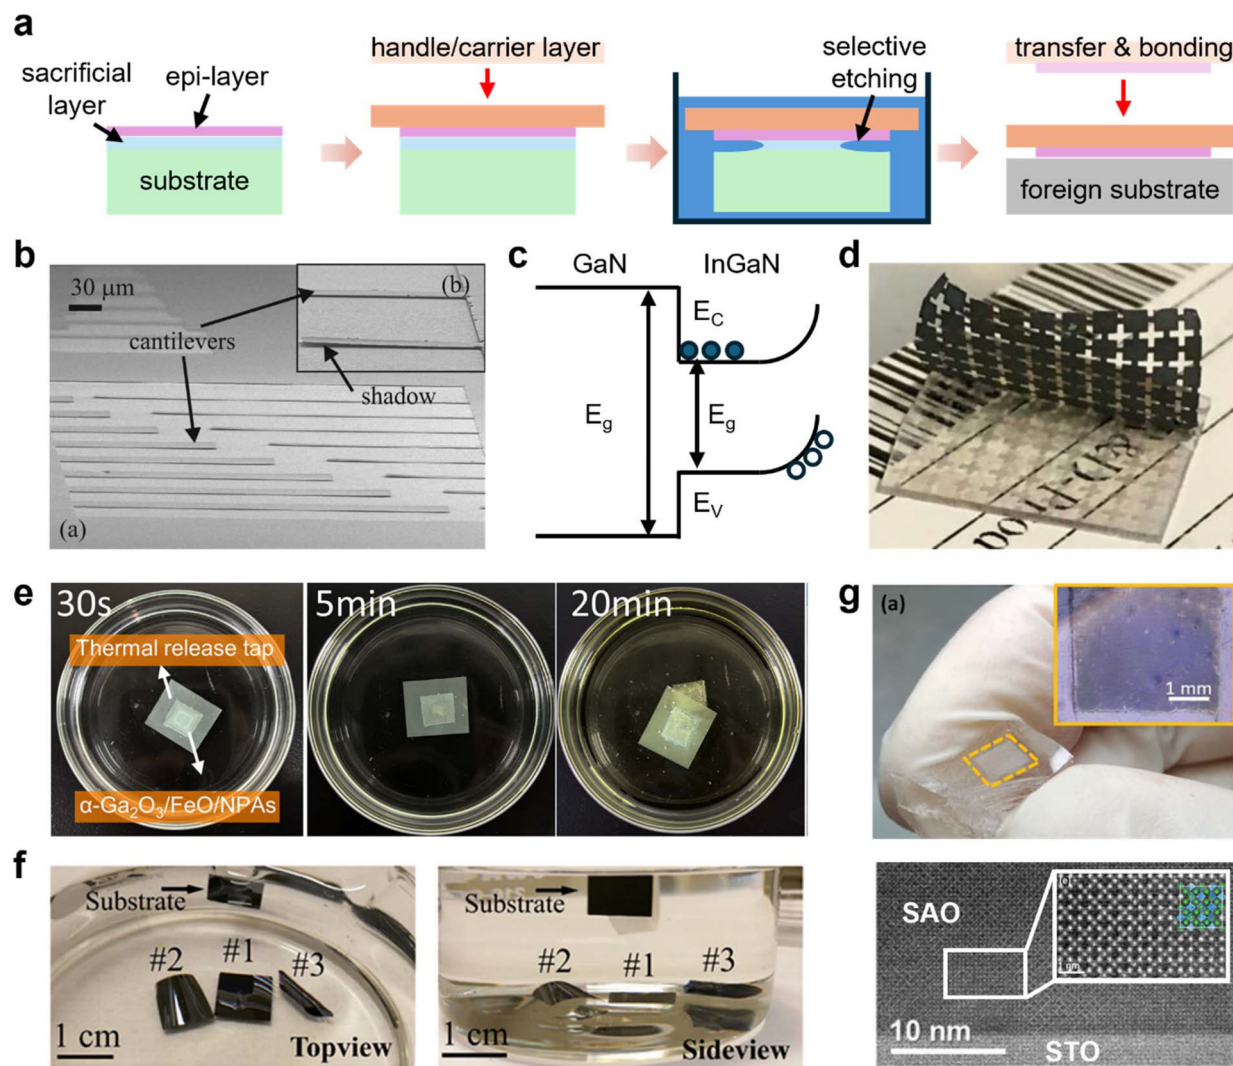 a
sacrificial
layer
epi-layer
substrate
handle/carrier layer
selective
etching
transfer & bonding
foreign substrate
b
30 μm
cantilevers
(b)
shadow
(a)
c
GaN
InGaN
E_C
E_g
E_g
E_V
d
e
30s
Thermal release tap
α-Ga₂O₃/FeO/NPAs
5min
20min
f
Substrate
#2
#1
#3
1 cm
Topview
Substrate
#2
#1
#3
1 cm
Sideview
g
(a)
1 mm
SAO
10 nm
STO